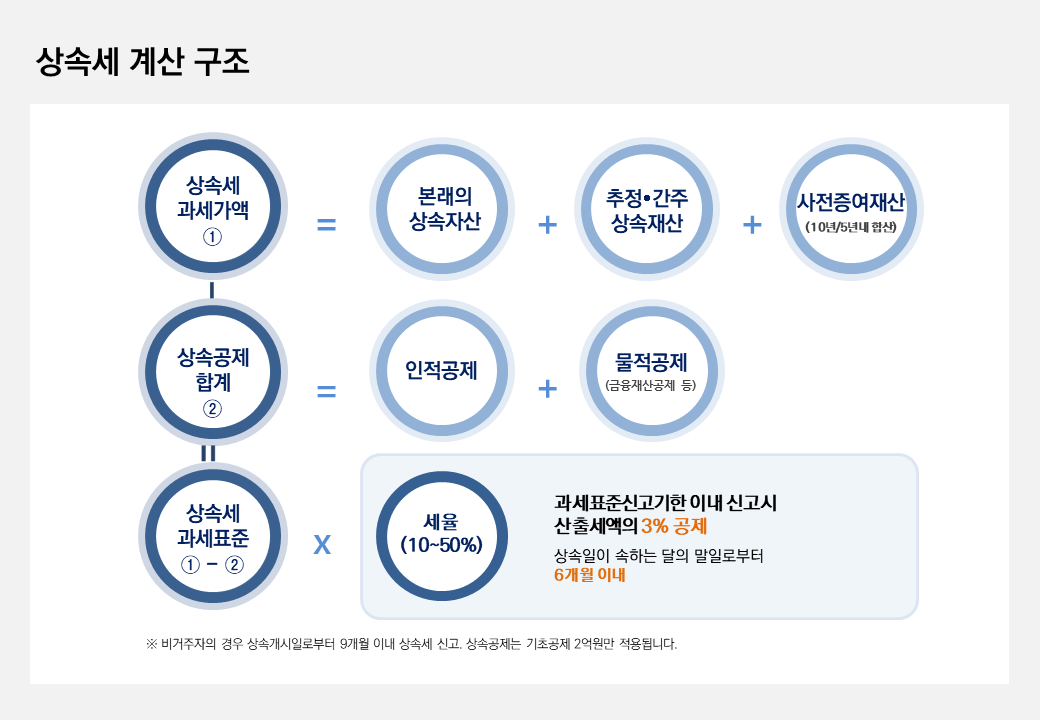 상속세 계산 구조
상속세
과세가액
①
=
본래의
상속자산
+
추정•간주
상속재산
+
사전증여재산
(10년/5년내 합산)
상속공제
합계
②
=
인적공제
+
물적공제
(금융재산공제 등)
상속세
과세표준
① - ②
X
세율
(10~50%)
과세표준신고기한 이내 신고시
산출세액의 3% 공제
상속일이 속하는 달의 말일로부터
6개월 이내
※ 비거주자의 경우 상속개시일로부터 9개월 이내 상속세 신고. 상속공제는 기초공제 2억원만 적용됩니다.